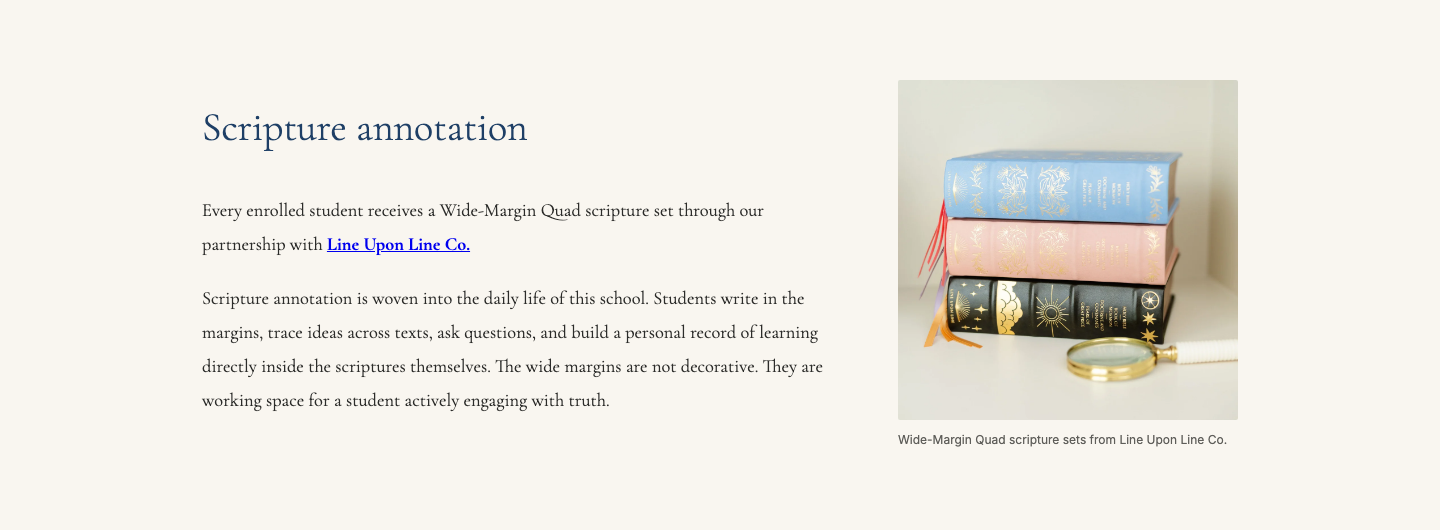 Scripture annotation
Every enrolled student receives a Wide-Margin Quad scripture set through our
partnership with Line Upon Line Co.
Scripture annotation is woven into the daily life of this school. Students write in the
margins, trace ideas across texts, ask questions, and build a personal record of learning
directly inside the scriptures themselves. The wide margins are not decorative. They are
working space for a student actively engaging with truth.
Wide-Margin Quad scripture sets from Line Upon Line Co.